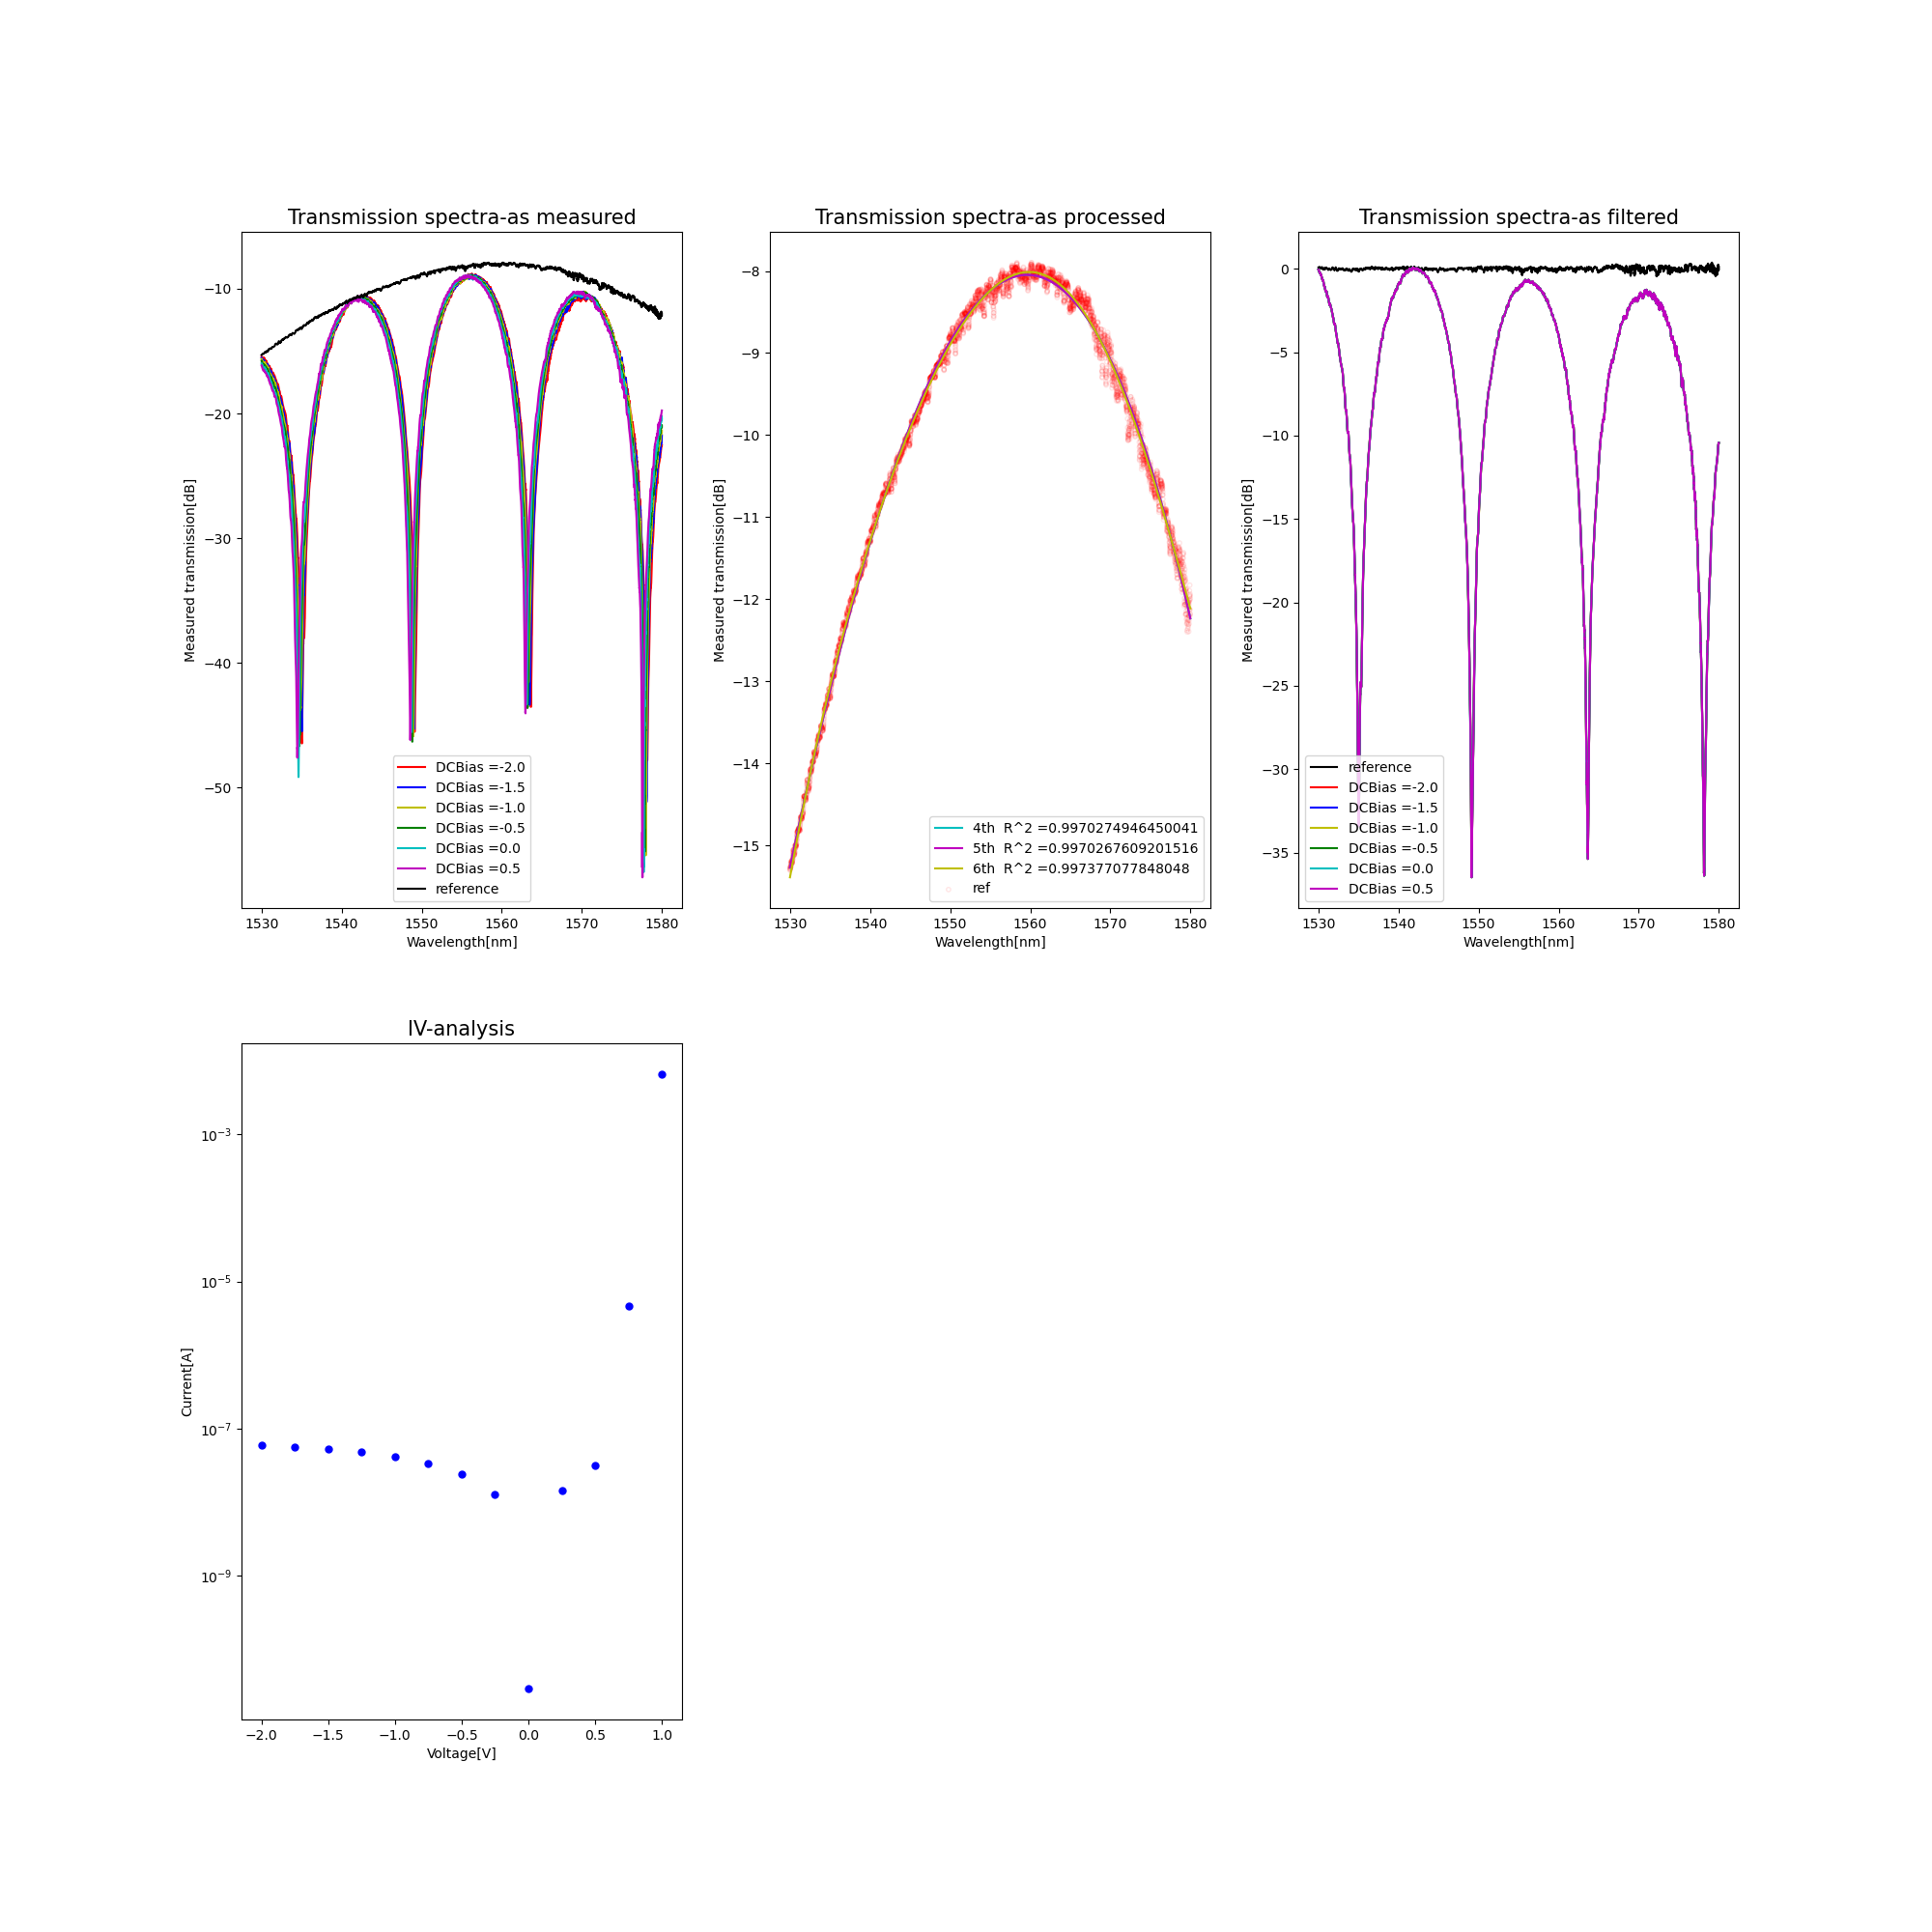 Transmission spectra-as measured
Measured transmission[dB]
−10
−20
−30
−40
−50
DCBias =-2.0
DCBias =-1.5
DCBias =-1.0
DCBias =-0.5
DCBias =0.0
DCBias =0.5
reference
1530 1540 1550 1560 1570 1580
Wavelength[nm]
Transmission spectra-as processed
Measured transmission[dB]
−8
−9
−10
−11
−12
−13
−14
−15
4th R^2 =0.9970274946450041
5th R^2 =0.9970267609201516
6th R^2 =0.997377077848048
ref
1530 1540 1550 1560 1570 1580
Wavelength[nm]
Transmission spectra-as filtered
Measured transmission[dB]
0
−5
−10
−15
−20
−25
−30
−35
reference
DCBias =-2.0
DCBias =-1.5
DCBias =-1.0
DCBias =-0.5
DCBias =0.0
DCBias =0.5
1530 1540 1550 1560 1570 1580
Wavelength[nm]
IV-analysis
Current[A]
10⁻³
10⁻⁵
10⁻⁷
10⁻⁹
−2.0 −1.5 −1.0 −0.5 0.0 0.5 1.0
Voltage[V]